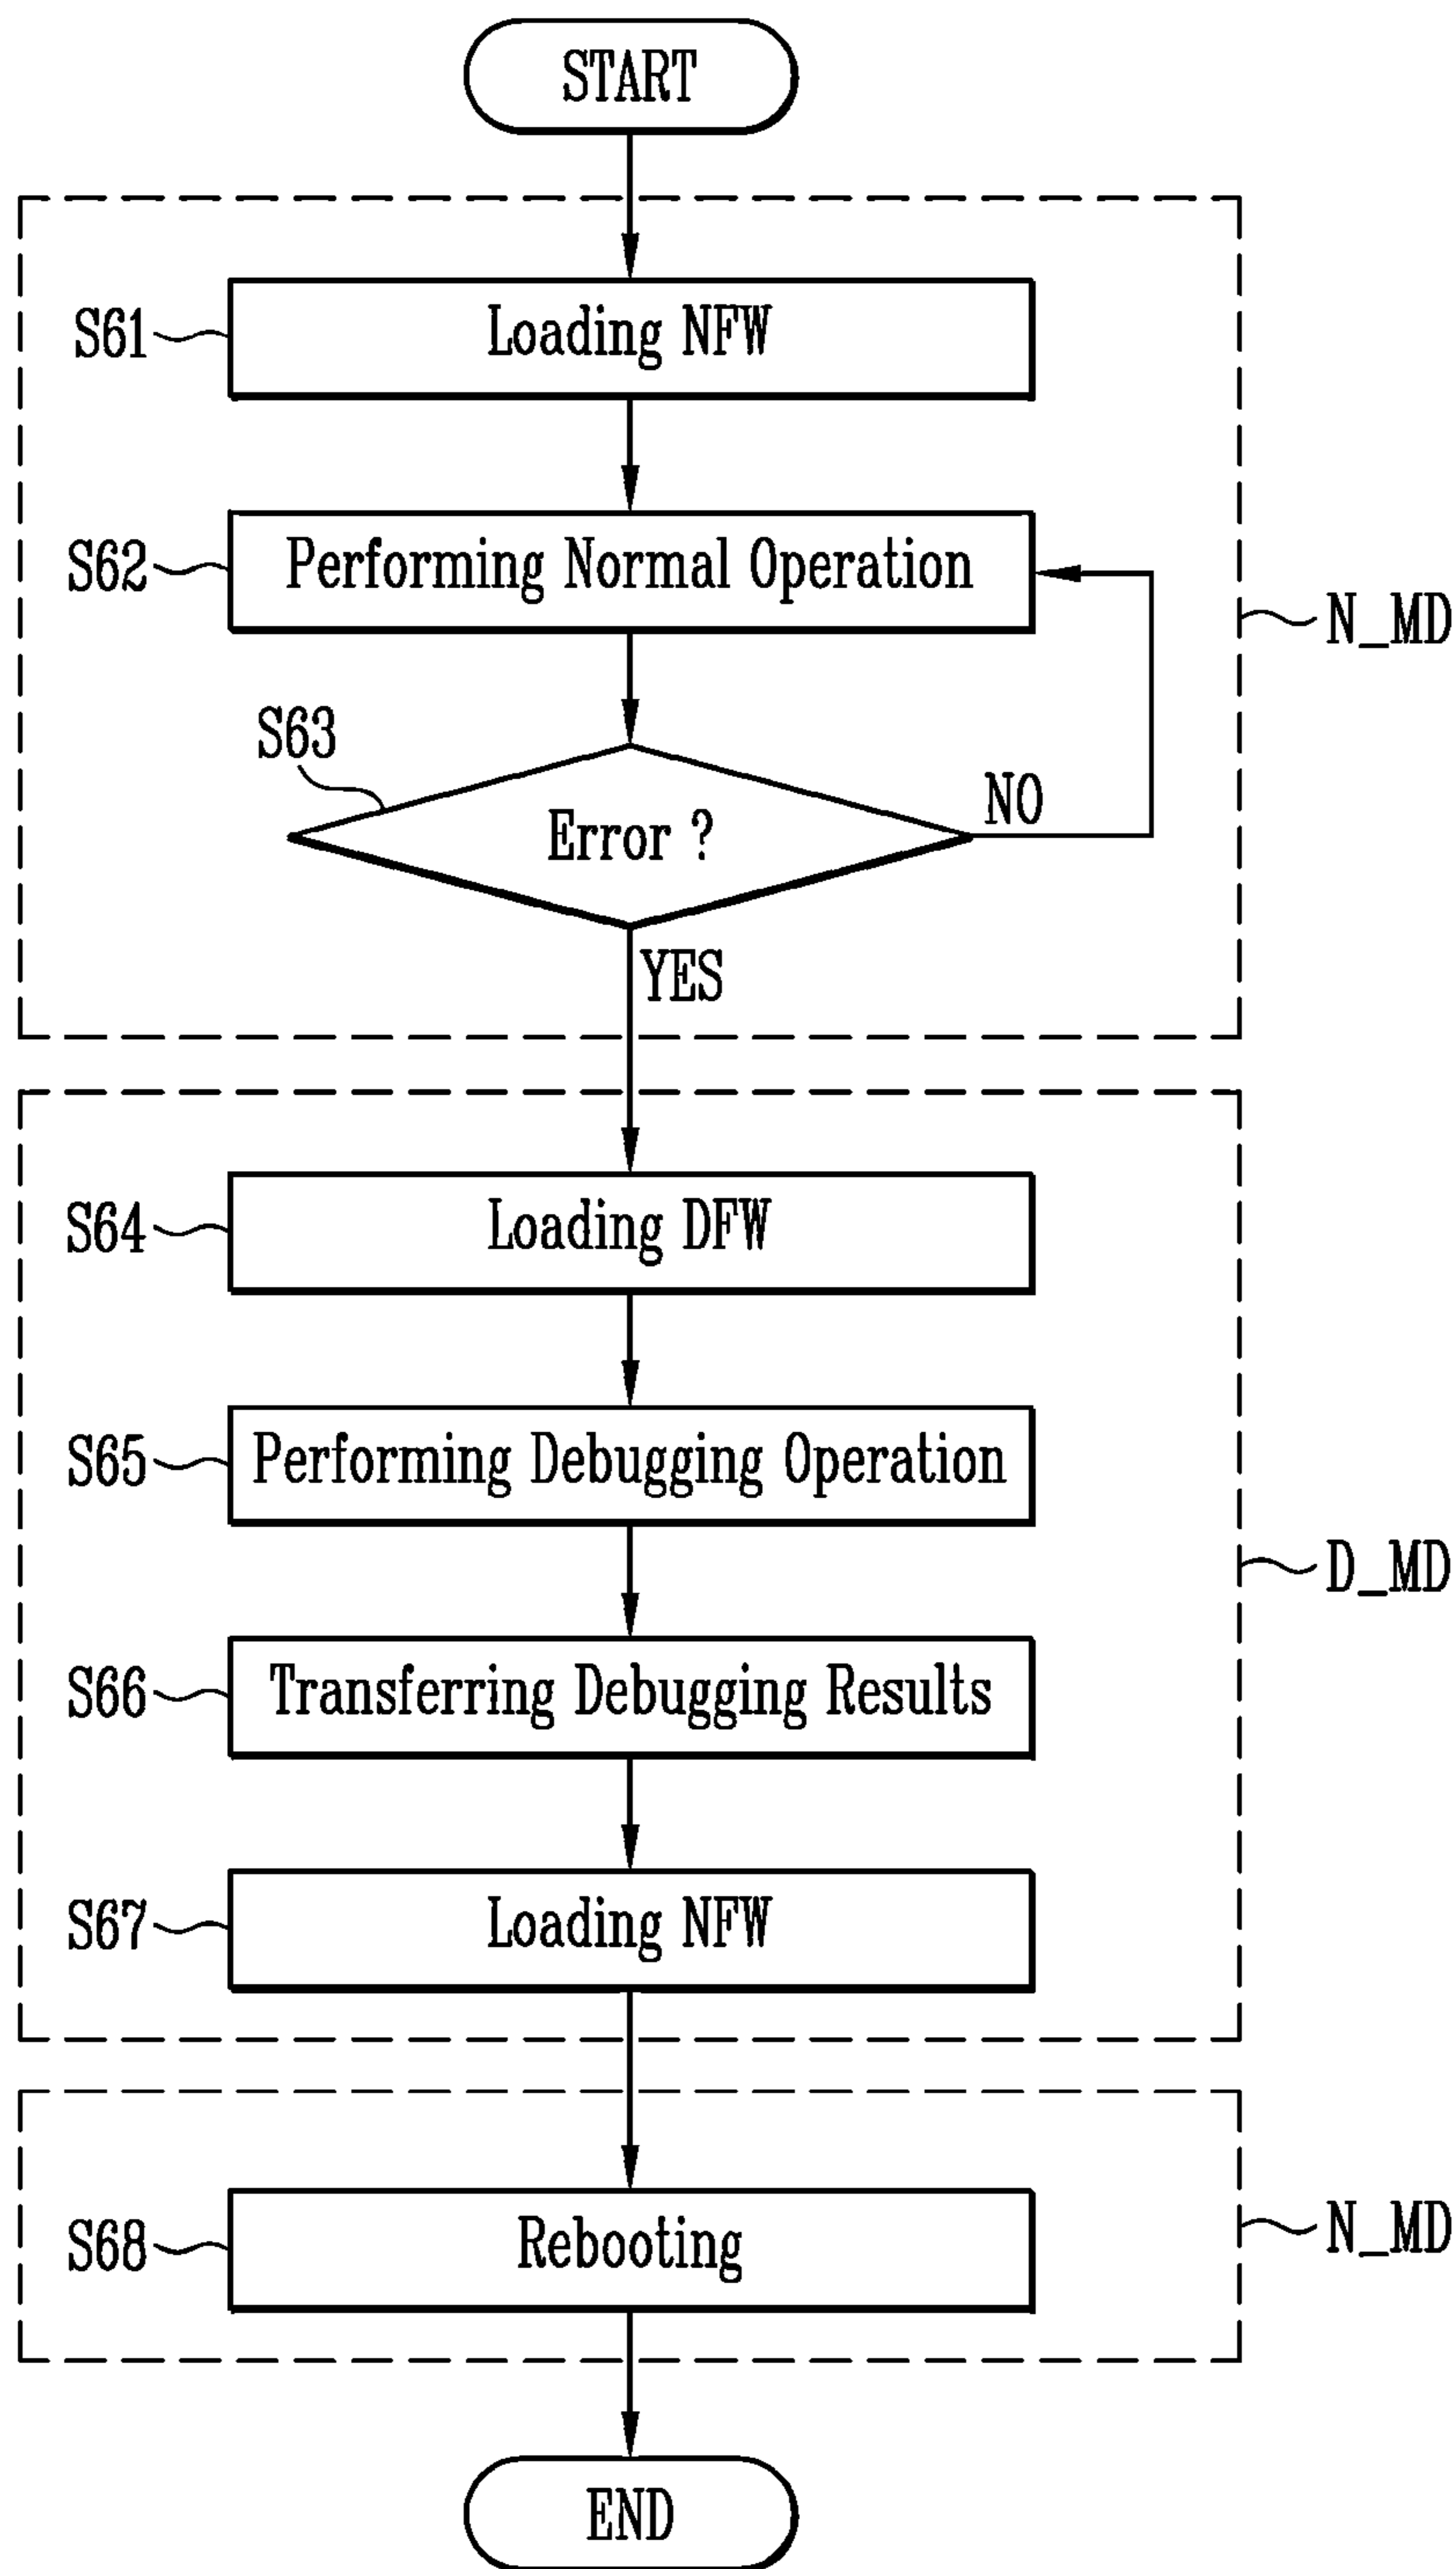 START
S61
Loading NFW
S62
Performing Normal Operation
N_MD
S63
Error ?
NO
YES
S64
Loading DFW
S65
Performing Debugging Operation
D_MD
S66
Transferring Debugging Results
S67
Loading NFW
S68
Rebooting
N_MD
END